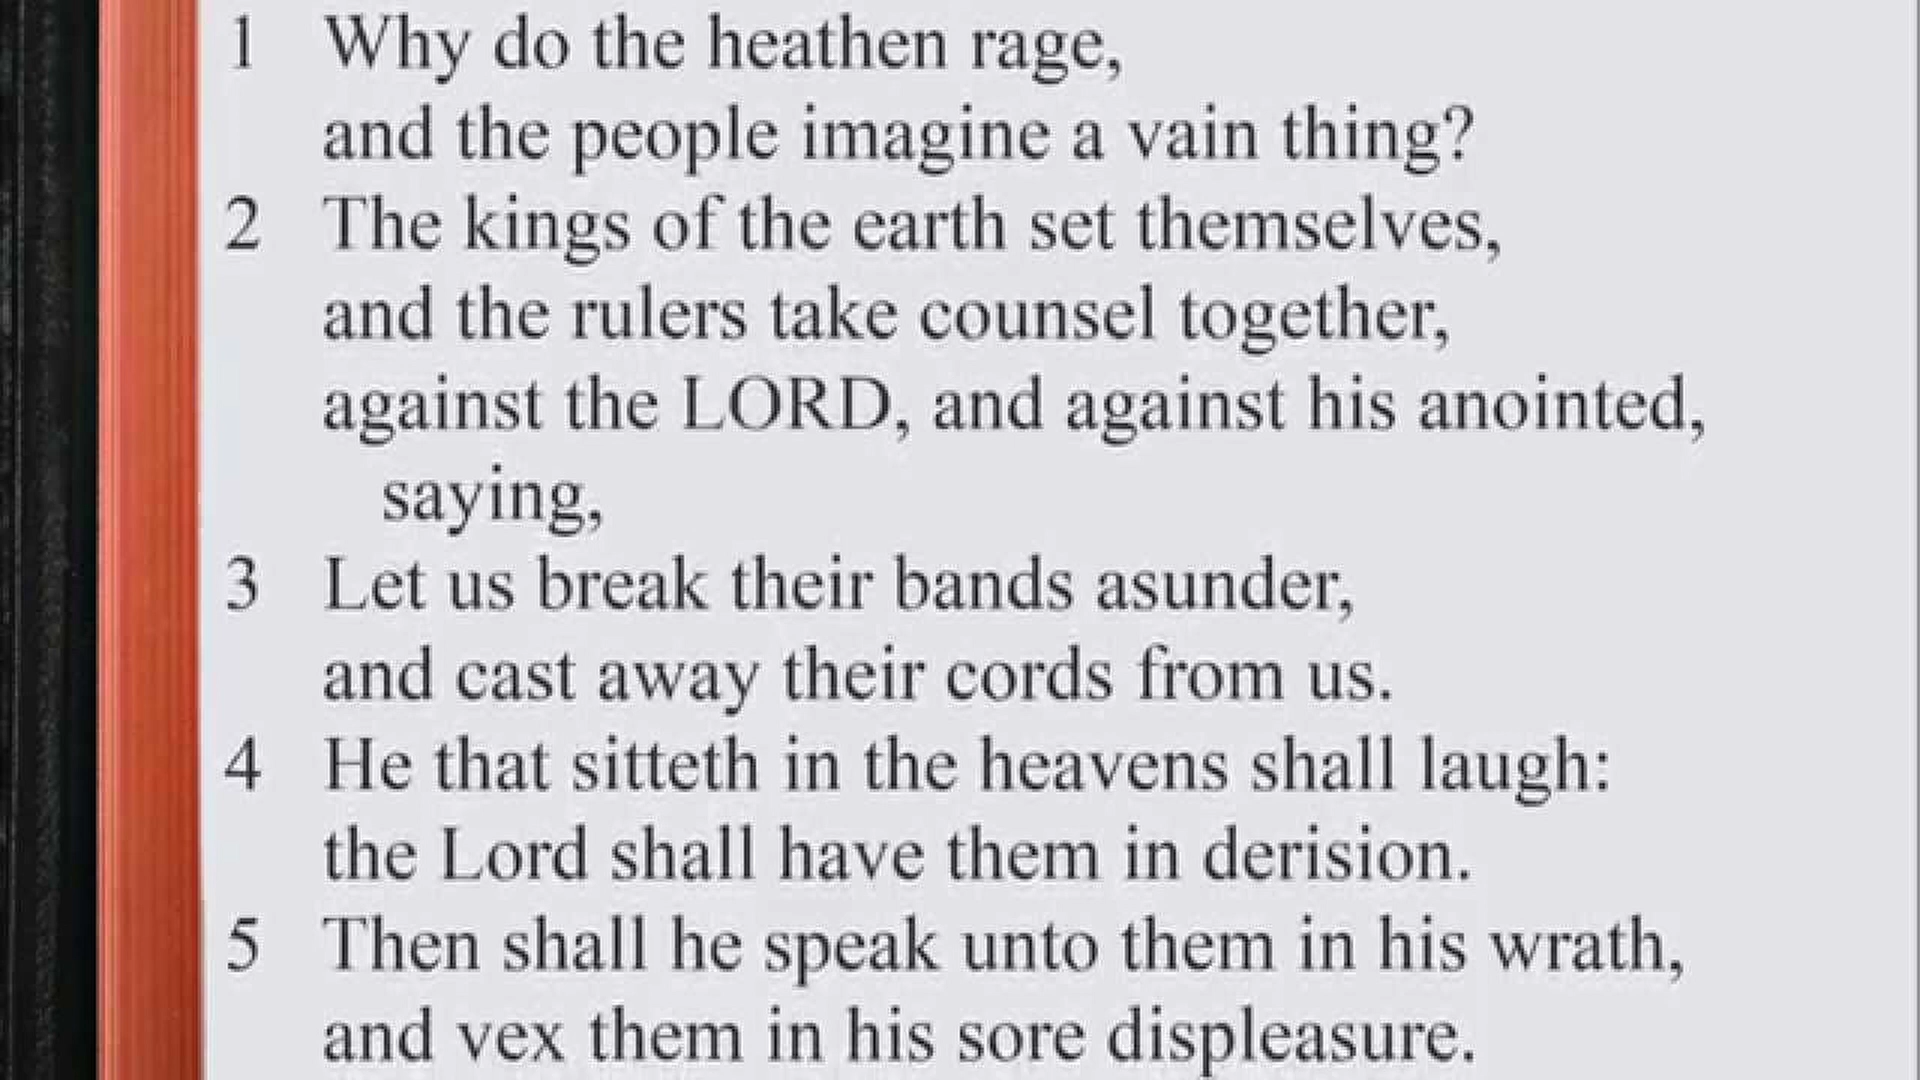 1 Why do the heathen rage,
and the people imagine a vain thing?
2 The kings of the earth set themselves,
and the rulers take counsel together,
against the LORD, and against his anointed,
saying,
3 Let us break their bands asunder,
and cast away their cords from us.
4 He that sitteth in the heavens shall laugh:
the Lord shall have them in derision.
5 Then shall he speak unto them in his wrath,
and vex them in his sore displeasure.